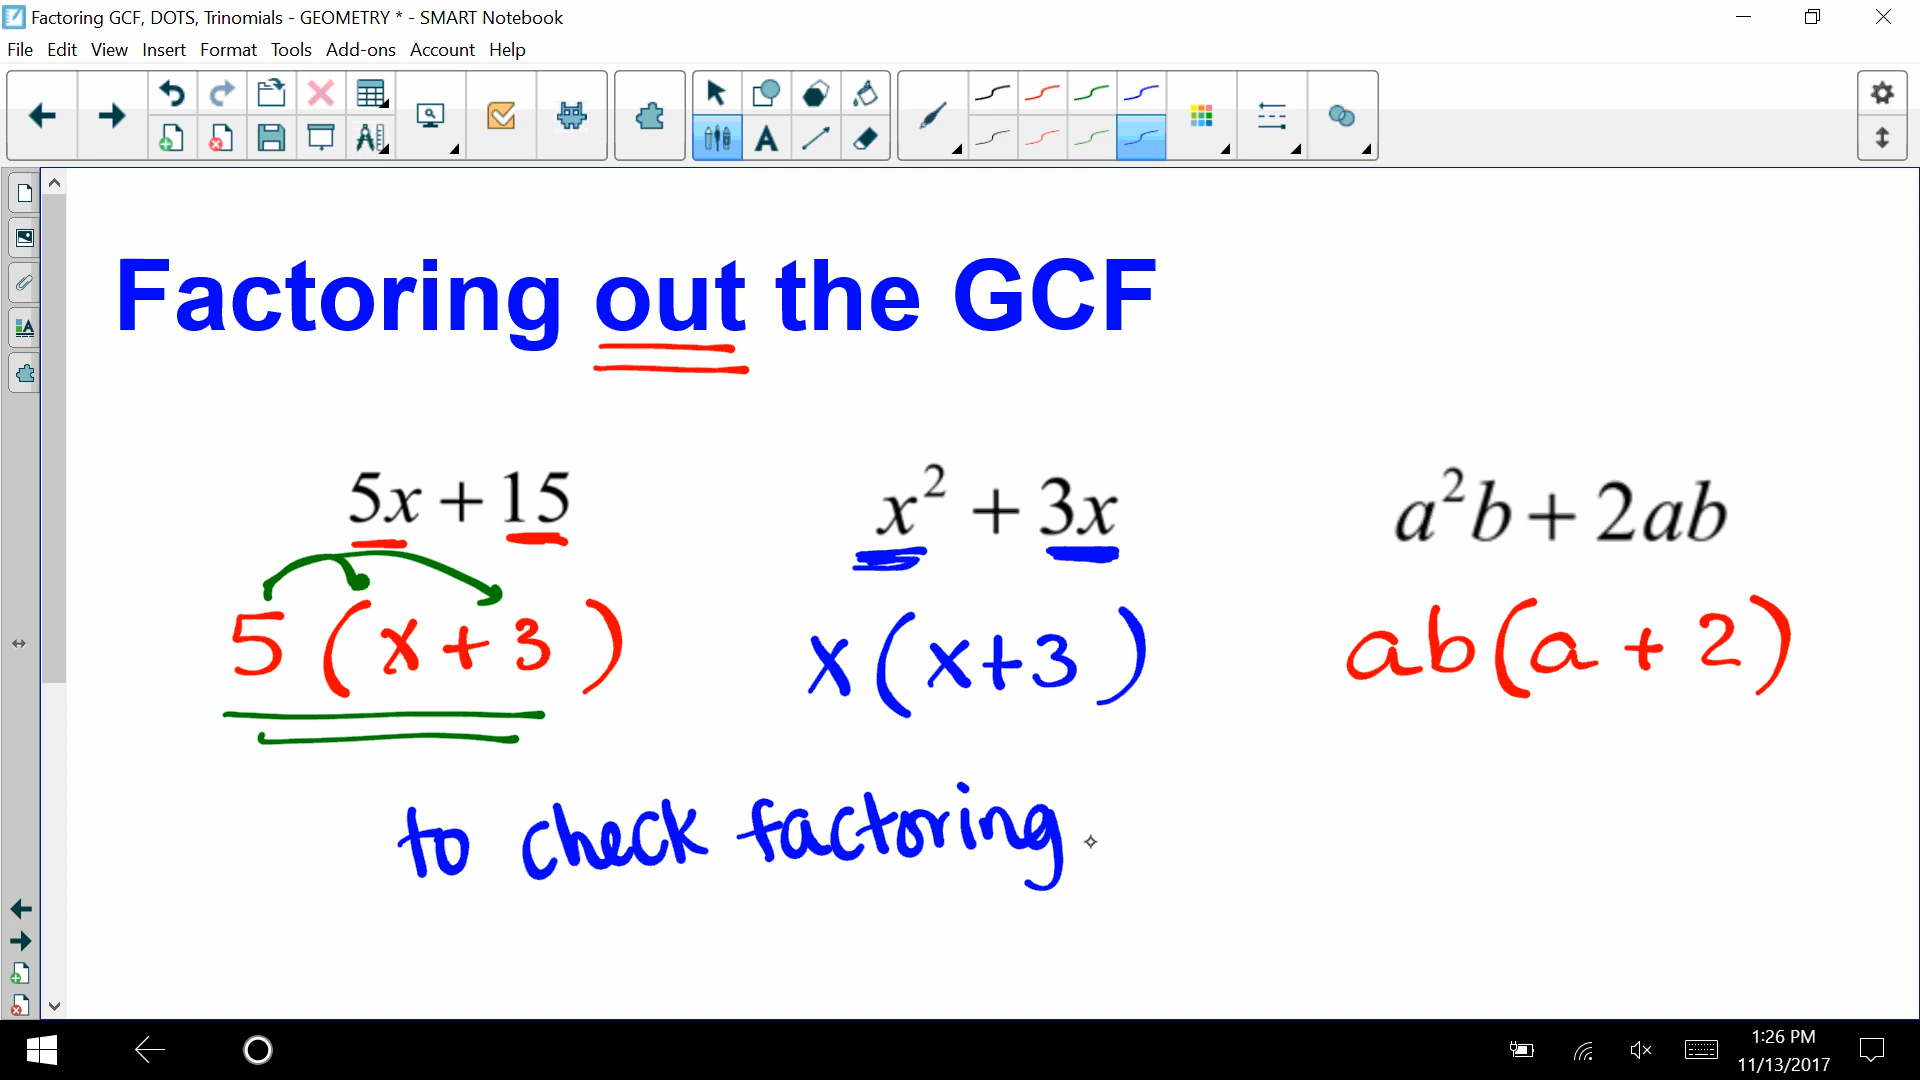 Factoring GCF, DOTS, Trinomials - GEOMETRY * - SMART Notebook
File Edit View Insert Format Tools Add-ons Account Help
Factoring out the GCF
5x + 15 x² + 3x a²b + 2ab
5 (x + 3) x (x + 3) ab (a + 2)
to check factoring
1:26 PM
11/13/2017